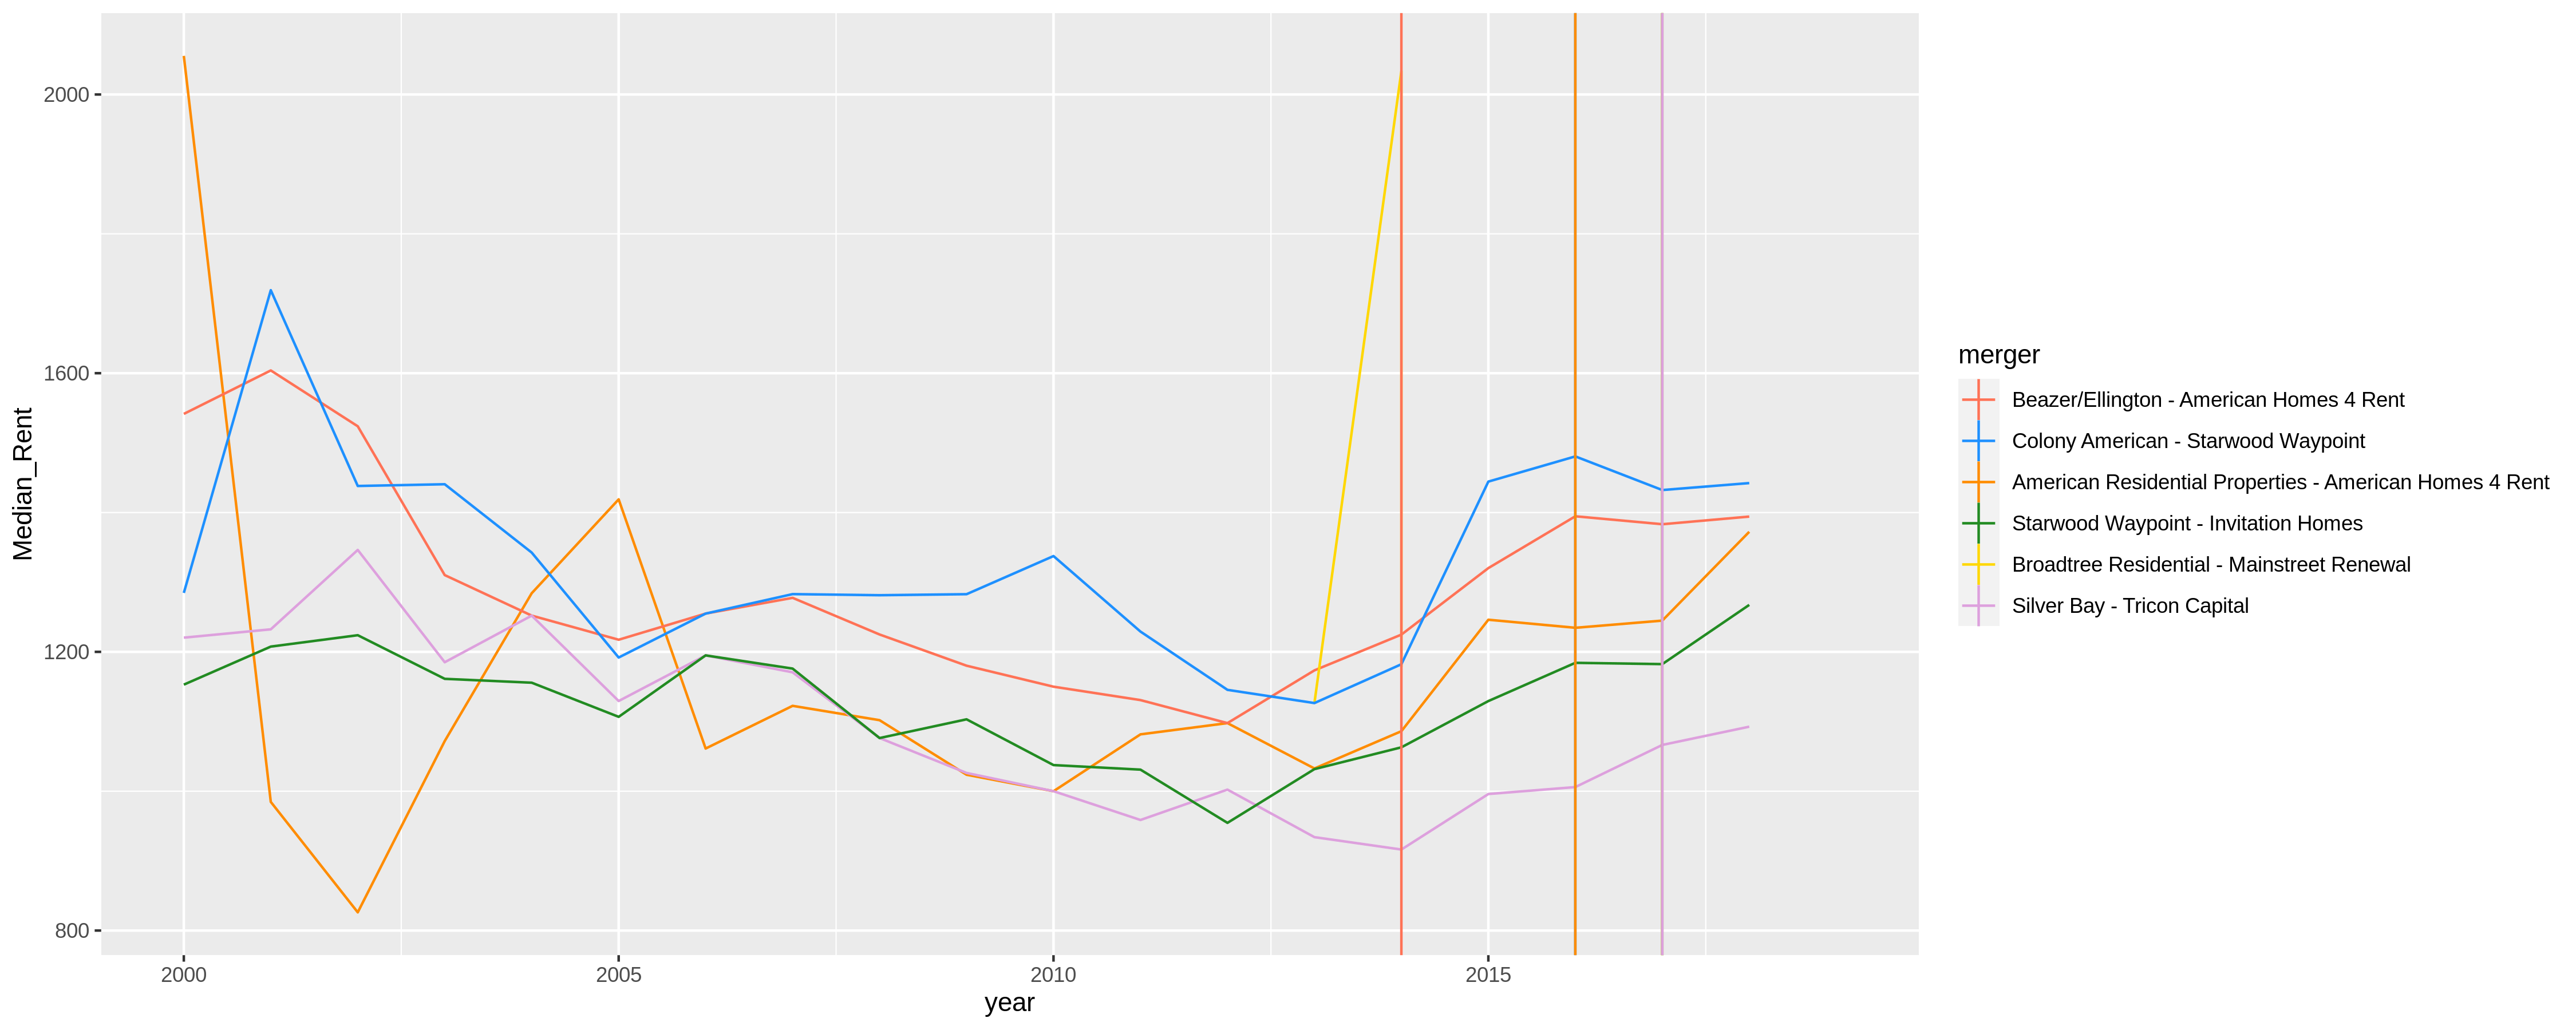 2000
1600
1200
800
Median_Rent
2000
2005
2010
2015
year
merger
Beazer/Ellington - American Homes 4 Rent
Colony American - Starwood Waypoint
American Residential Properties - American Homes 4 Rent
Starwood Waypoint - Invitation Homes
Broadtree Residential - Mainstreet Renewal
Silver Bay - Tricon Capital